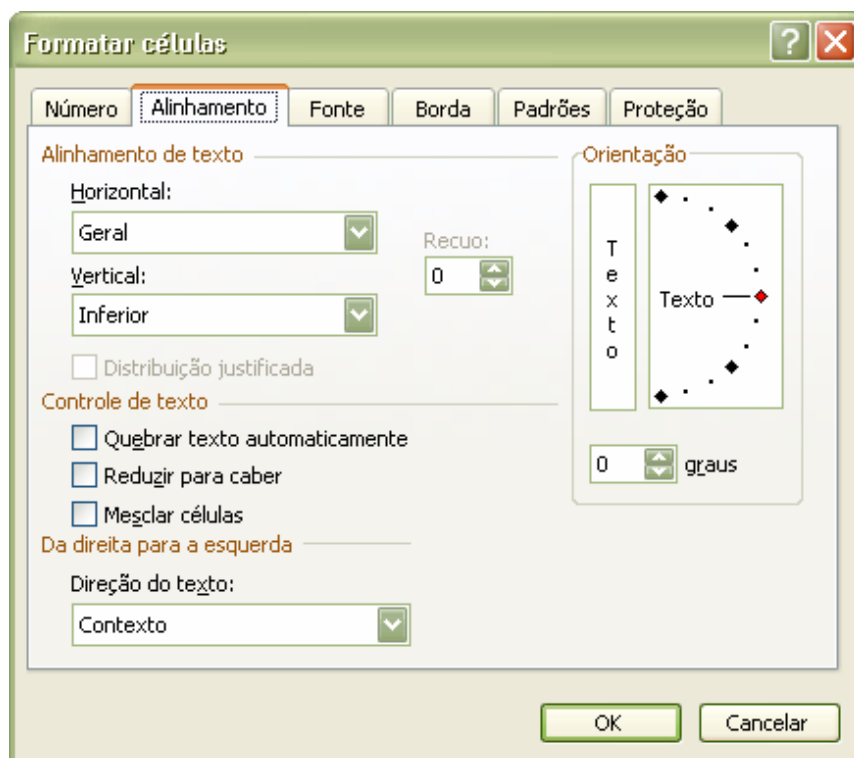 Formatar células
Número Alinhamento Fonte Borda Padrões Proteção
Alinhamento de texto
Horizontal:
Geral
Recuo:
0
Vertical:
Inferior
Distribuição justificada
Controle de texto
Quebrar texto automaticamente
Reduzir para caber
Mesclar células
Da direita para a esquerda
Direção do texto:
Contexto
Orientação
Texto
Texto
0 graus
OK Cancelar